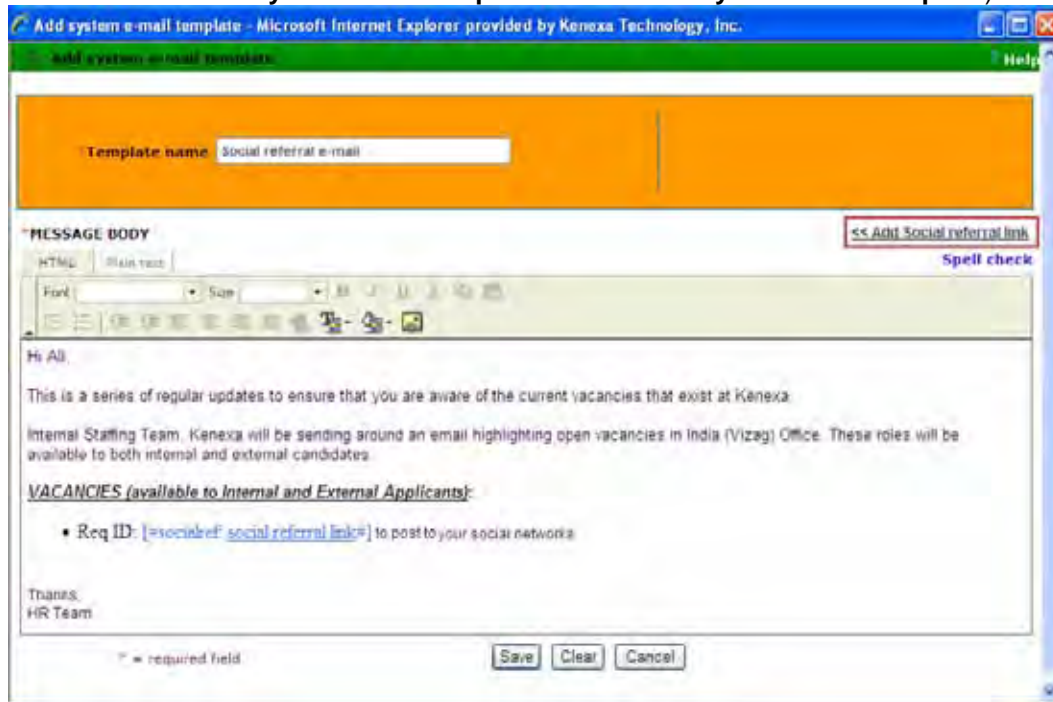 Add system e-mail template - Microsoft Internet Explorer provided by Kenexa Technology, Inc.
Add system e-mail template
Help
Template name Social referral e-mail
*MESSAGE BODY
<< Add Social referral link
HTML Plain text
Spell check
Font Size
Hi All,
This is a series of regular updates to ensure that you are aware of the current vacancies that exist at Kenexa.
Internal Staffing Team, Kenexa will be sending around an email highlighting open vacancies in India (Vizag) Office. These roles will be
available to both internal and external candidates.
VACANCIES (available to Internal and External Applicants):
• Req ID: [=socialref: social referral link=] to post to your social networks
Thanks,
HR Team
* = required field
Save Clear Cancel